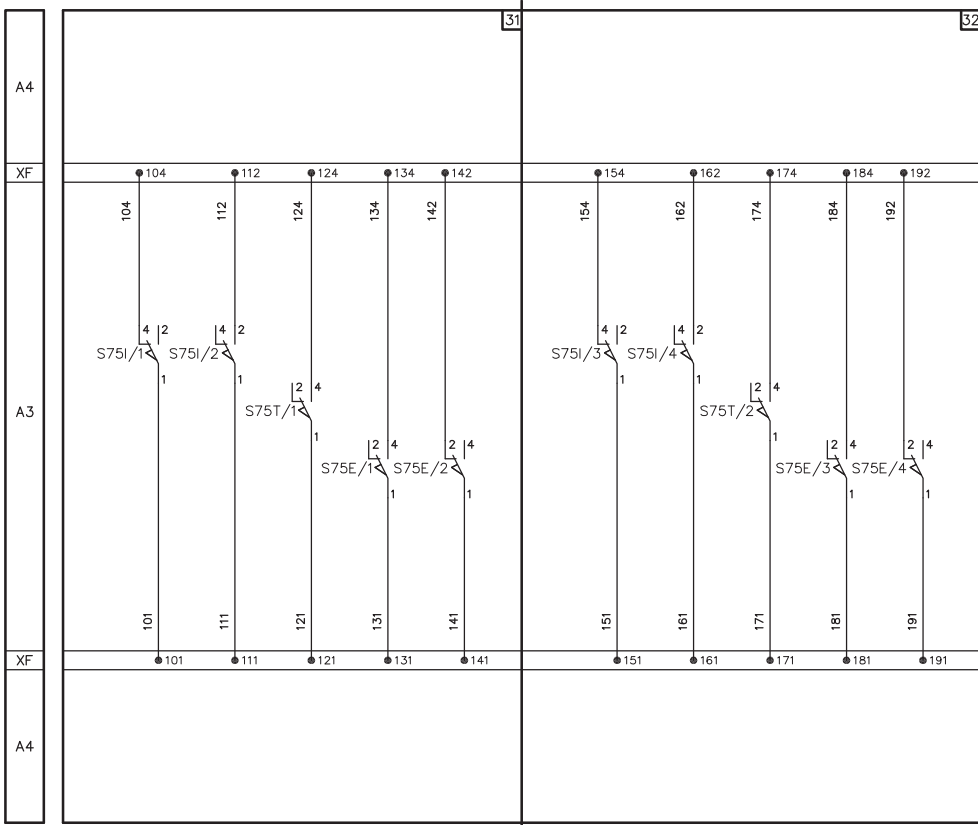 31 32
A4
XF 104 112 124 134 142 154 162 174 184 192
104 112 124 134 142 154 162 174 184 192
4 2 4 2 4 2 4 2
S75I/1 S75I/2 S75I/3 S75I/4
1 1 1 1
2 4 2 4
A3 S75T/1 S75T/2
1 1
2 4 2 4 2 4 2 4
S75E/1 S75E/2 S75E/3 S75E/4
1 1 1 1
101 111 121 131 141 151 161 171 181 191
XF 101 111 121 131 141 151 161 171 181 191
A4